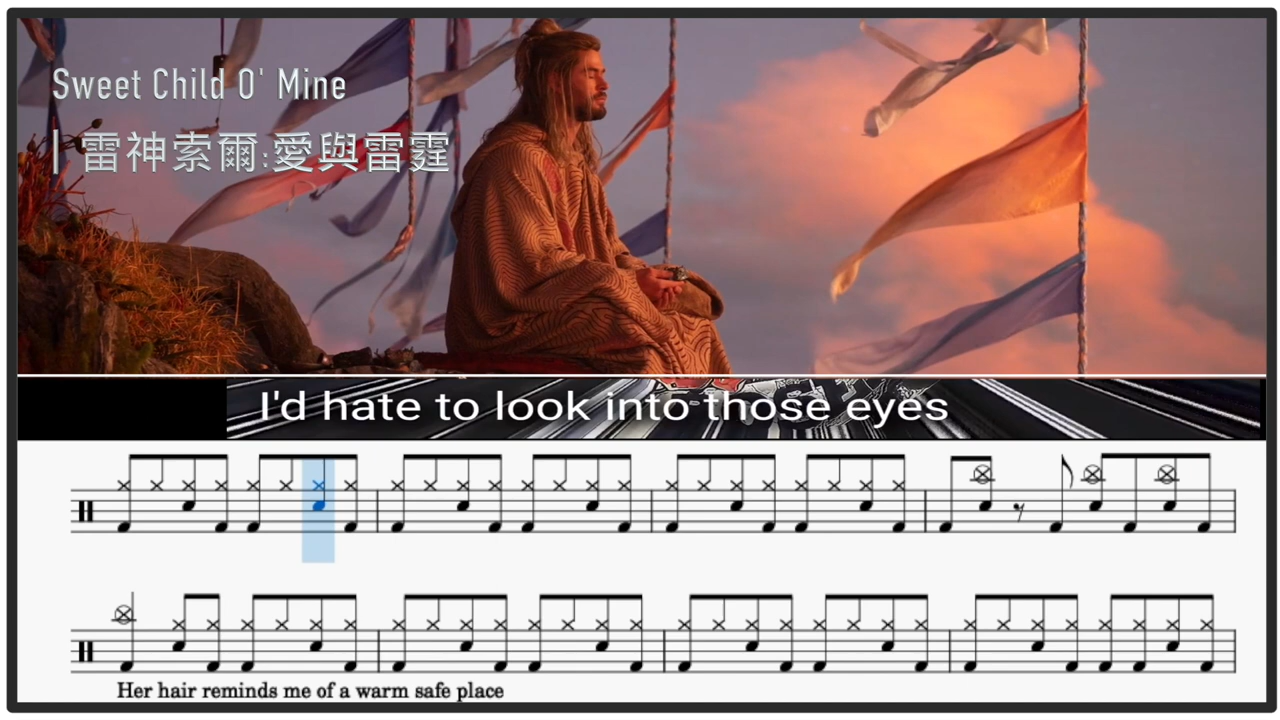 Sweet Child O' Mine
| 雷神索爾:愛與雷霆
I'd hate to look into those eyes
Her hair reminds me of a warm safe place